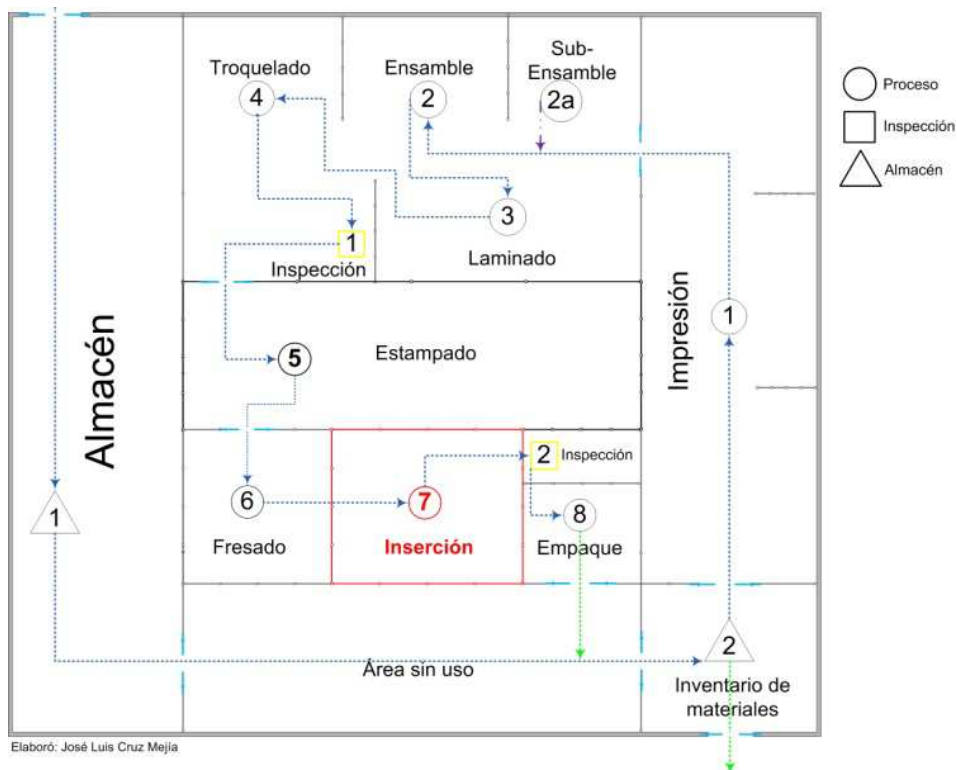 Troquelado
Ensamble
Sub-
Ensamble
4
2
2a
Proceso
Inspección
Almacén
3
Laminado
1
Inspección
Almacén
Impresión
1
5
Estampado
2
Inspección
6
7
8
Fresado
Inserción
Empaque
1
2
Área sin uso
Inventario de
materiales
Elaboró: José Luis Cruz Mejía